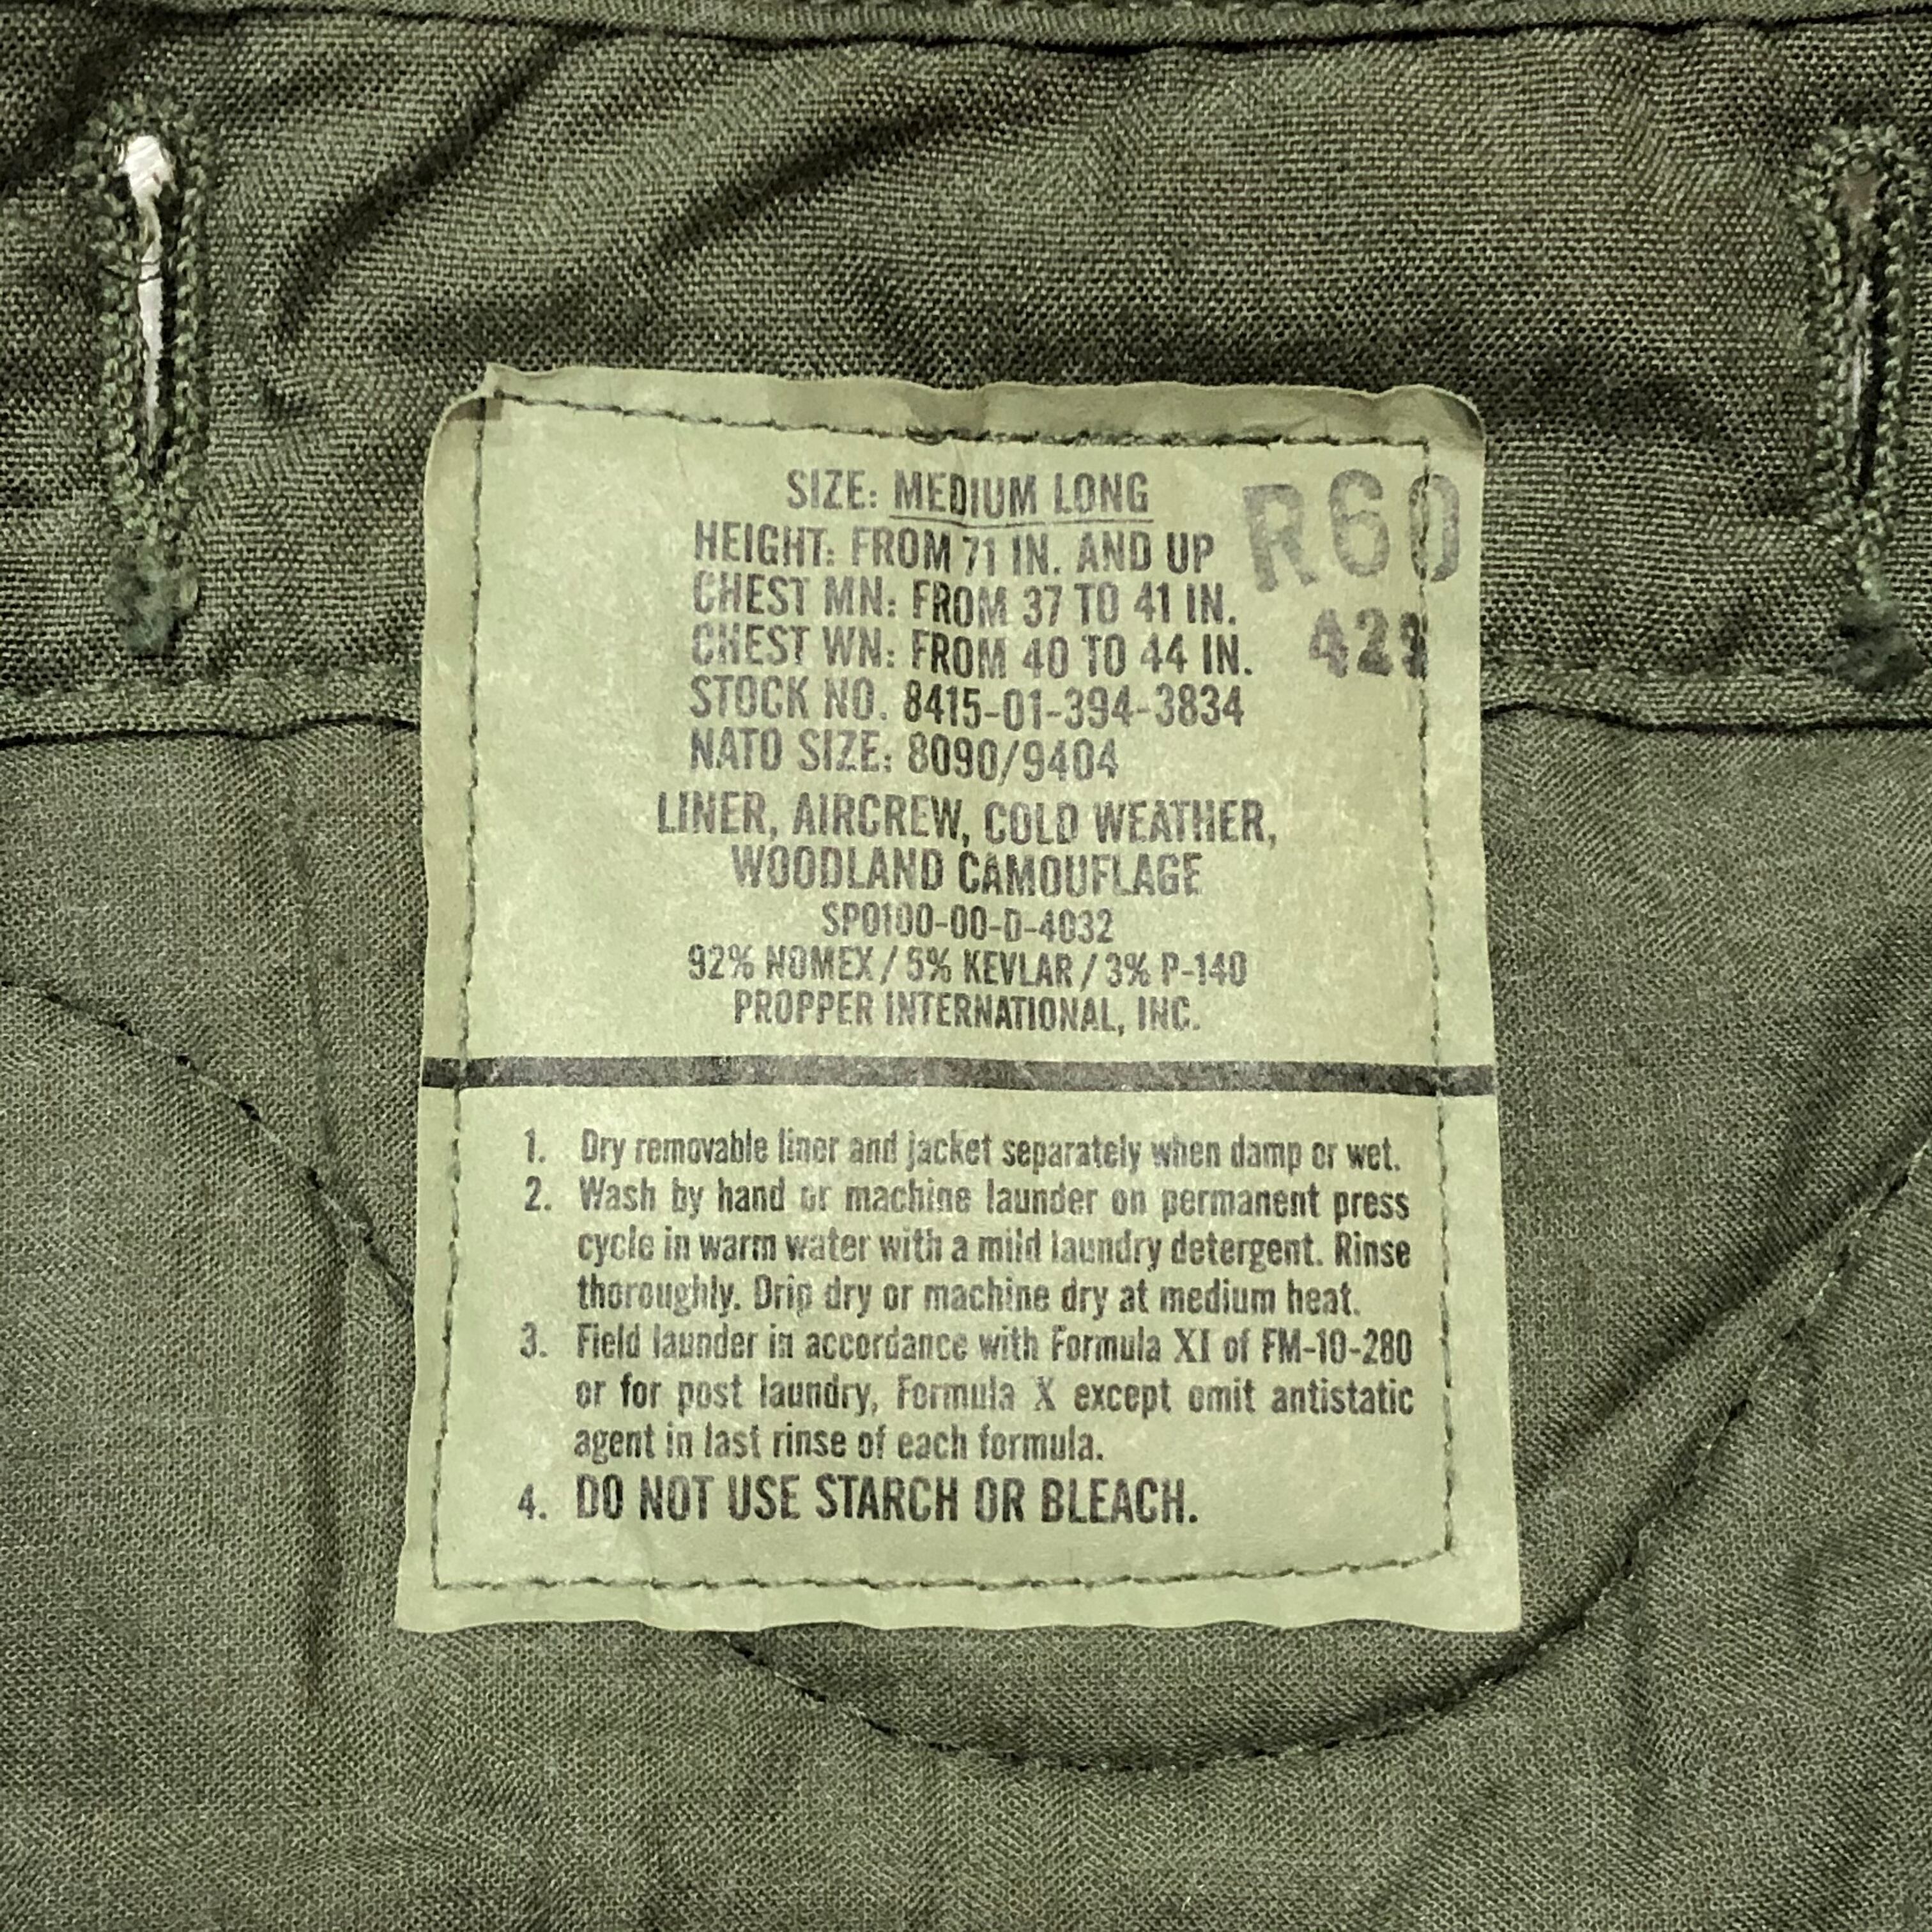 SIZE: MEDIUM LONG
R60
HEIGHT: FROM 71 IN. AND UP
CHEST MN: FROM 37 TO 41 IN.
CHEST WN: FROM 40 TO 44 IN.
STOCK NO. 8415-01-394-3834
NATO SIZE: 8090/9404
LINER, AIRCREW, COLD WEATHER,
WOODLAND CAMOUFLAGE
SP0100-00-D-4032
92% NOMEX / 5% KEVLAR / 3% P-140
PROPPER INTERNATIONAL, INC.
1. Dry removable liner and jacket separately when damp or wet.
2. Wash by hand or machine launder on permanent press
cycle in warm water with a mild laundry detergent. Rinse
thoroughly. Drip dry or machine dry at medium heat.
3. Field launder in accordance with Formula XI of FM-10-280
or for post laundry, Formula X except omit antistatic
agent in last rinse of each formula.
4. DO NOT USE STARCH OR BLEACH.